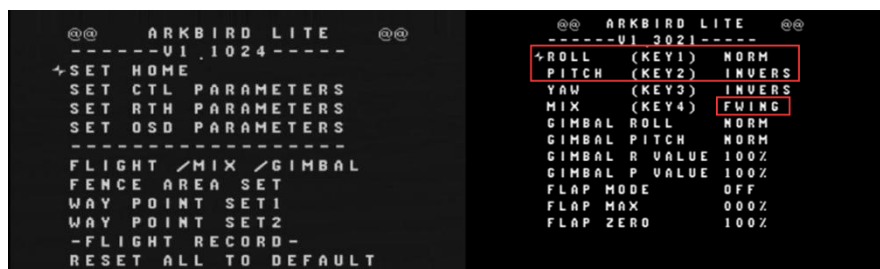 @@ ARKBIRD LITE @@
------V1.1024-----
SET HOME
SET CTL PARAMETERS
SET RTH PARAMETERS
SET OSD PARAMETERS
-------------------
FLIGHT /MIX /GIMBAL
FENCE AREA SET
WAY POINT SET1
WAY POINT SET2
-FLIGHT RECORD-
RESET ALL TO DEFAULT
@@ ARKBIRD LITE @@
------V1.3021-----
ROLL (KEY1) NORM
PITCH (KEY2) INVERS
YAW (KEY3) INVERS
MIX (KEY4) FWING
GIMBAL ROLL NORM
GIMBAL PITCH NORM
GIMBAL R VALUE 100%
GIMBAL P VALUE 100%
FLAP MODE OFF
FLAP MAX 000%
FLAP ZERO 100%